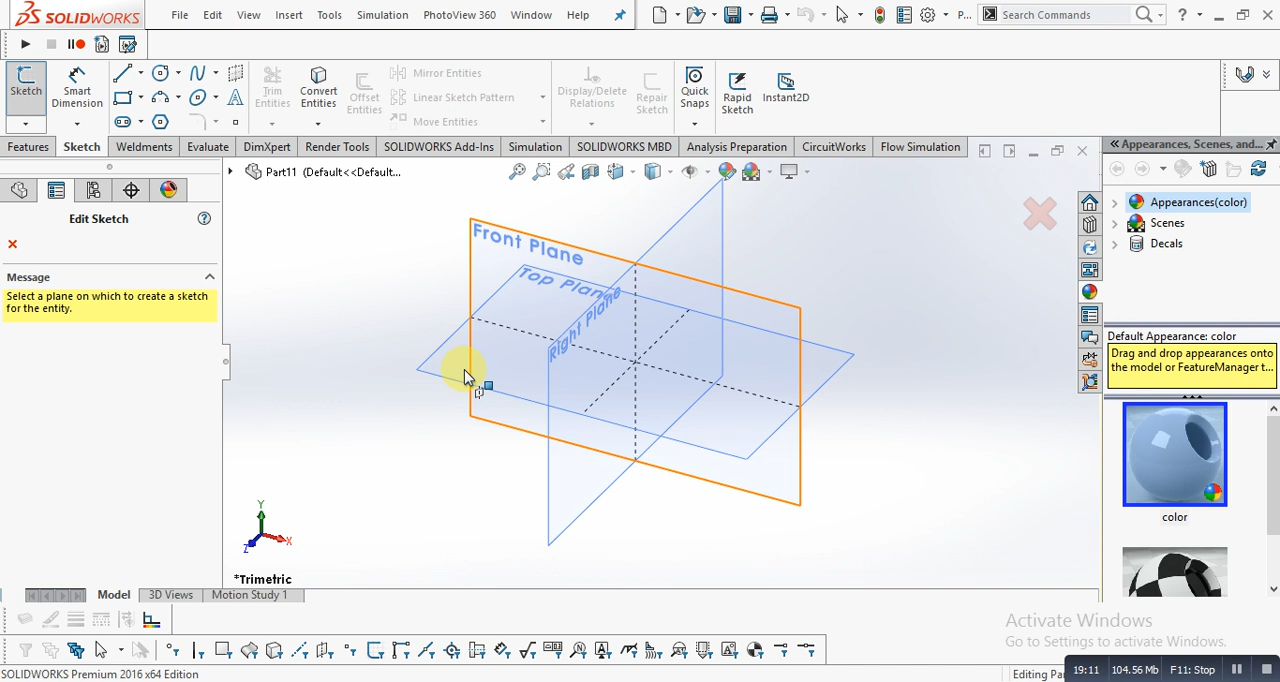 SOLIDWORKS
File Edit View Insert Tools Simulation PhotoView 360 Window Help
P...
Search Commands
?
Sketch
Smart Dimension
Trim Entities
Convert Entities
Offset Entities
Mirror Entities
Linear Sketch Pattern
Move Entities
Display/Delete Relations
Repair Sketch
Quick Snaps
Rapid Sketch
Instant2D
Features Sketch Weldments Evaluate DimXpert Render Tools SOLIDWORKS Add-Ins Simulation SOLIDWORKS MBD Analysis Preparation CircuitWorks Flow Simulation
Appearances, Scenes, and...
Part11 (Default<<Default...
Edit Sketch
?
Message
Select a plane on which to create a sketch
for the entity.
Front Plane
Top Plane
Right Plane
Appearances(color)
Scenes
Decals
Default Appearance: color
Drag and drop appearances onto
the model or FeatureManager t...
color
Y
X
Z
*Trimetric
Model 3D Views Motion Study 1
Activate Windows
Go to Settings to activate Windows.
SOLIDWORKS Premium 2016 x64 Edition
Editing Pa
19:11 104.56 Mb F11: Stop